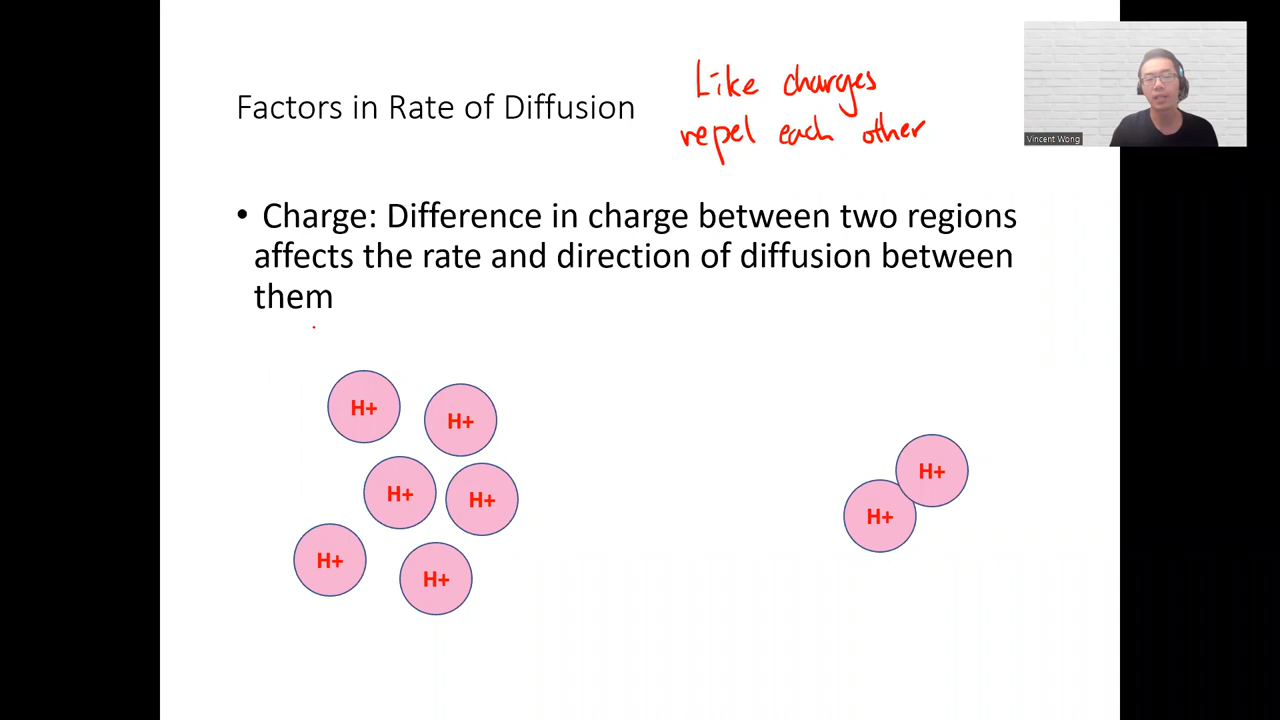 Factors in Rate of Diffusion
Like charges
repel each other
Vincent Wong
• Charge: Difference in charge between two regions
affects the rate and direction of diffusion between
them
H+
H+
H+
H+
H+
H+
H+
H+